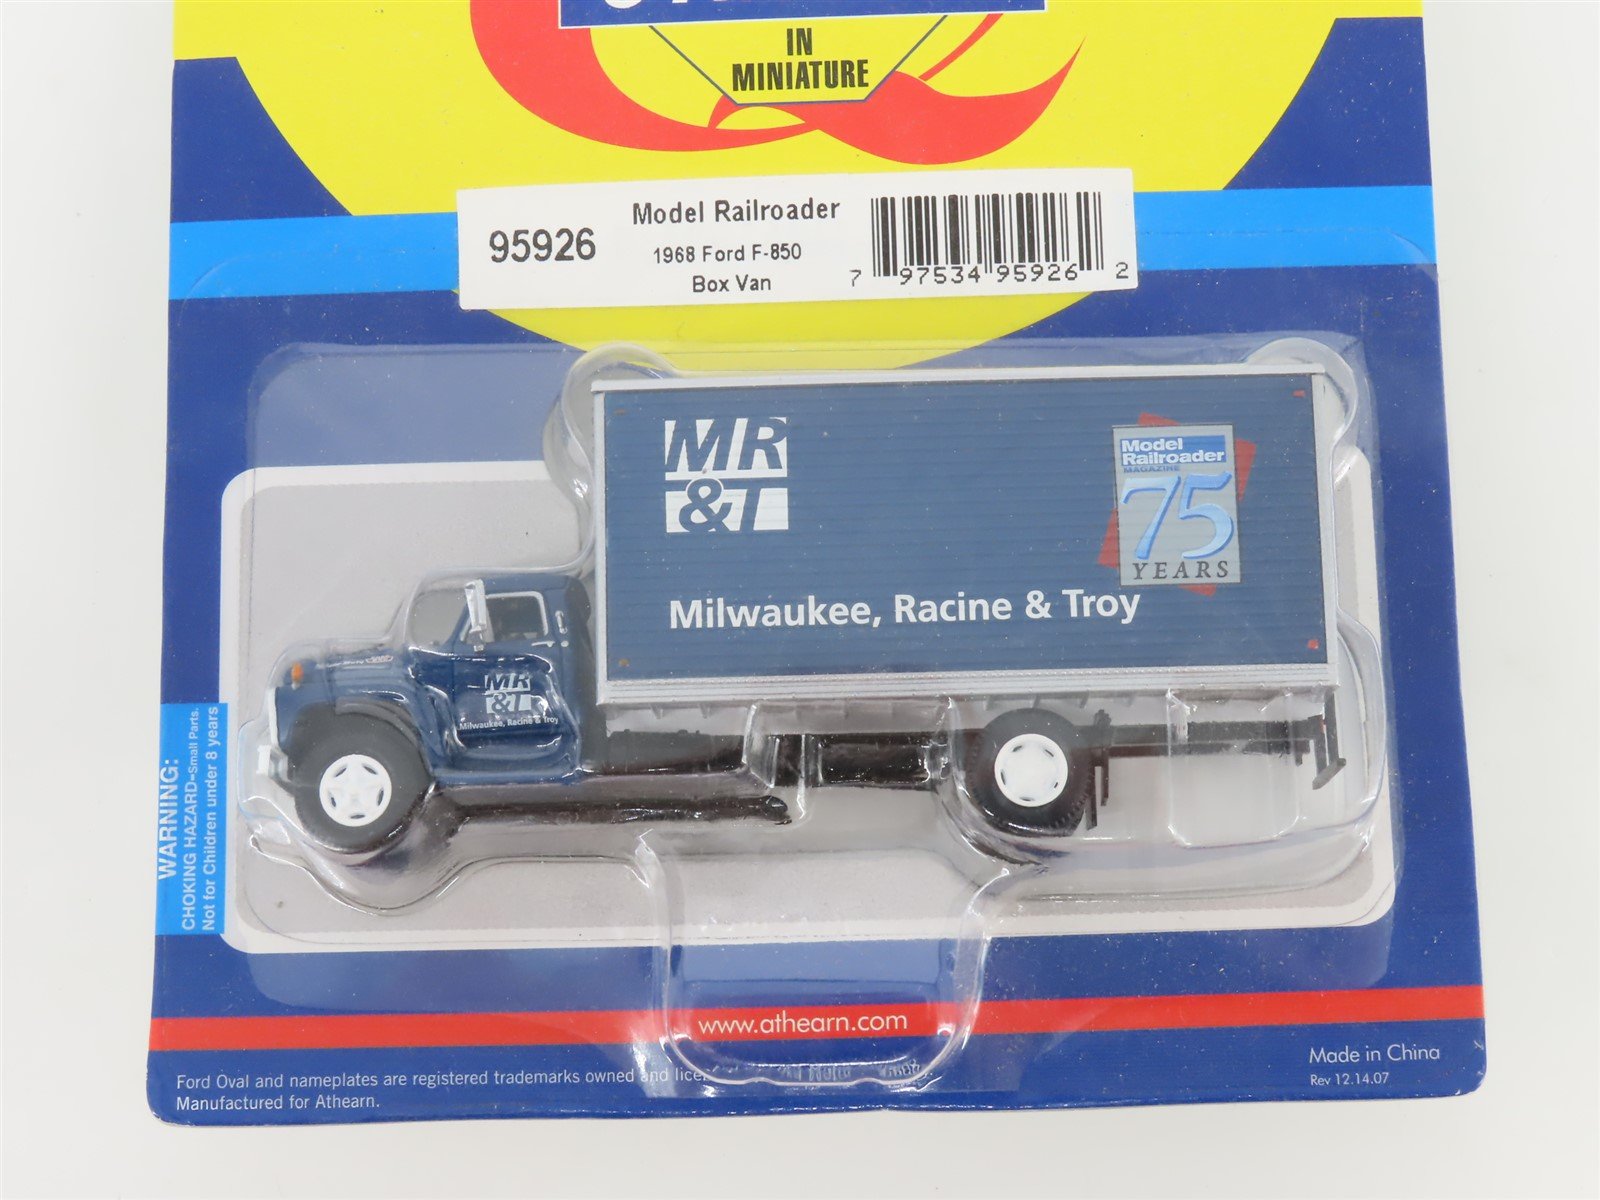 IN
MINIATURE
95926
Model Railroader
1968 Ford F-850
Box Van
7 97534 95926 2
MR
&T
Milwaukee, Racine & Troy
Model
Railroader
MAGAZINE
75
YEARS
MR
&T
Milwaukee, Racine & Troy
WARNING:
CHOKING HAZARD-Small Parts.
Not for Children under 8 years
www.athearn.com
Made in China
Rev 12.14.07
Ford Oval and nameplates are registered trademarks owned and
Manufactured for Athearn.